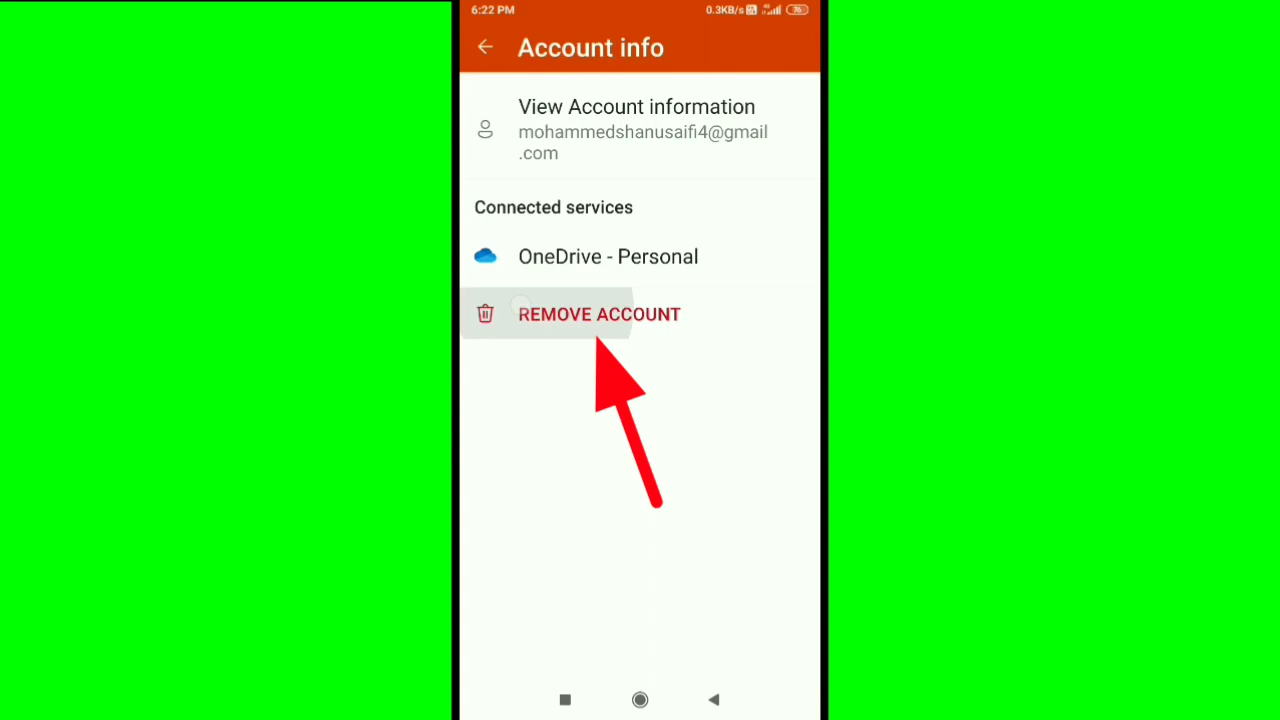 6:22 PM 0.3KB/s 76
Account info
View Account information
mohammedshanusaifi4@gmail
.com
Connected services
OneDrive - Personal
REMOVE ACCOUNT